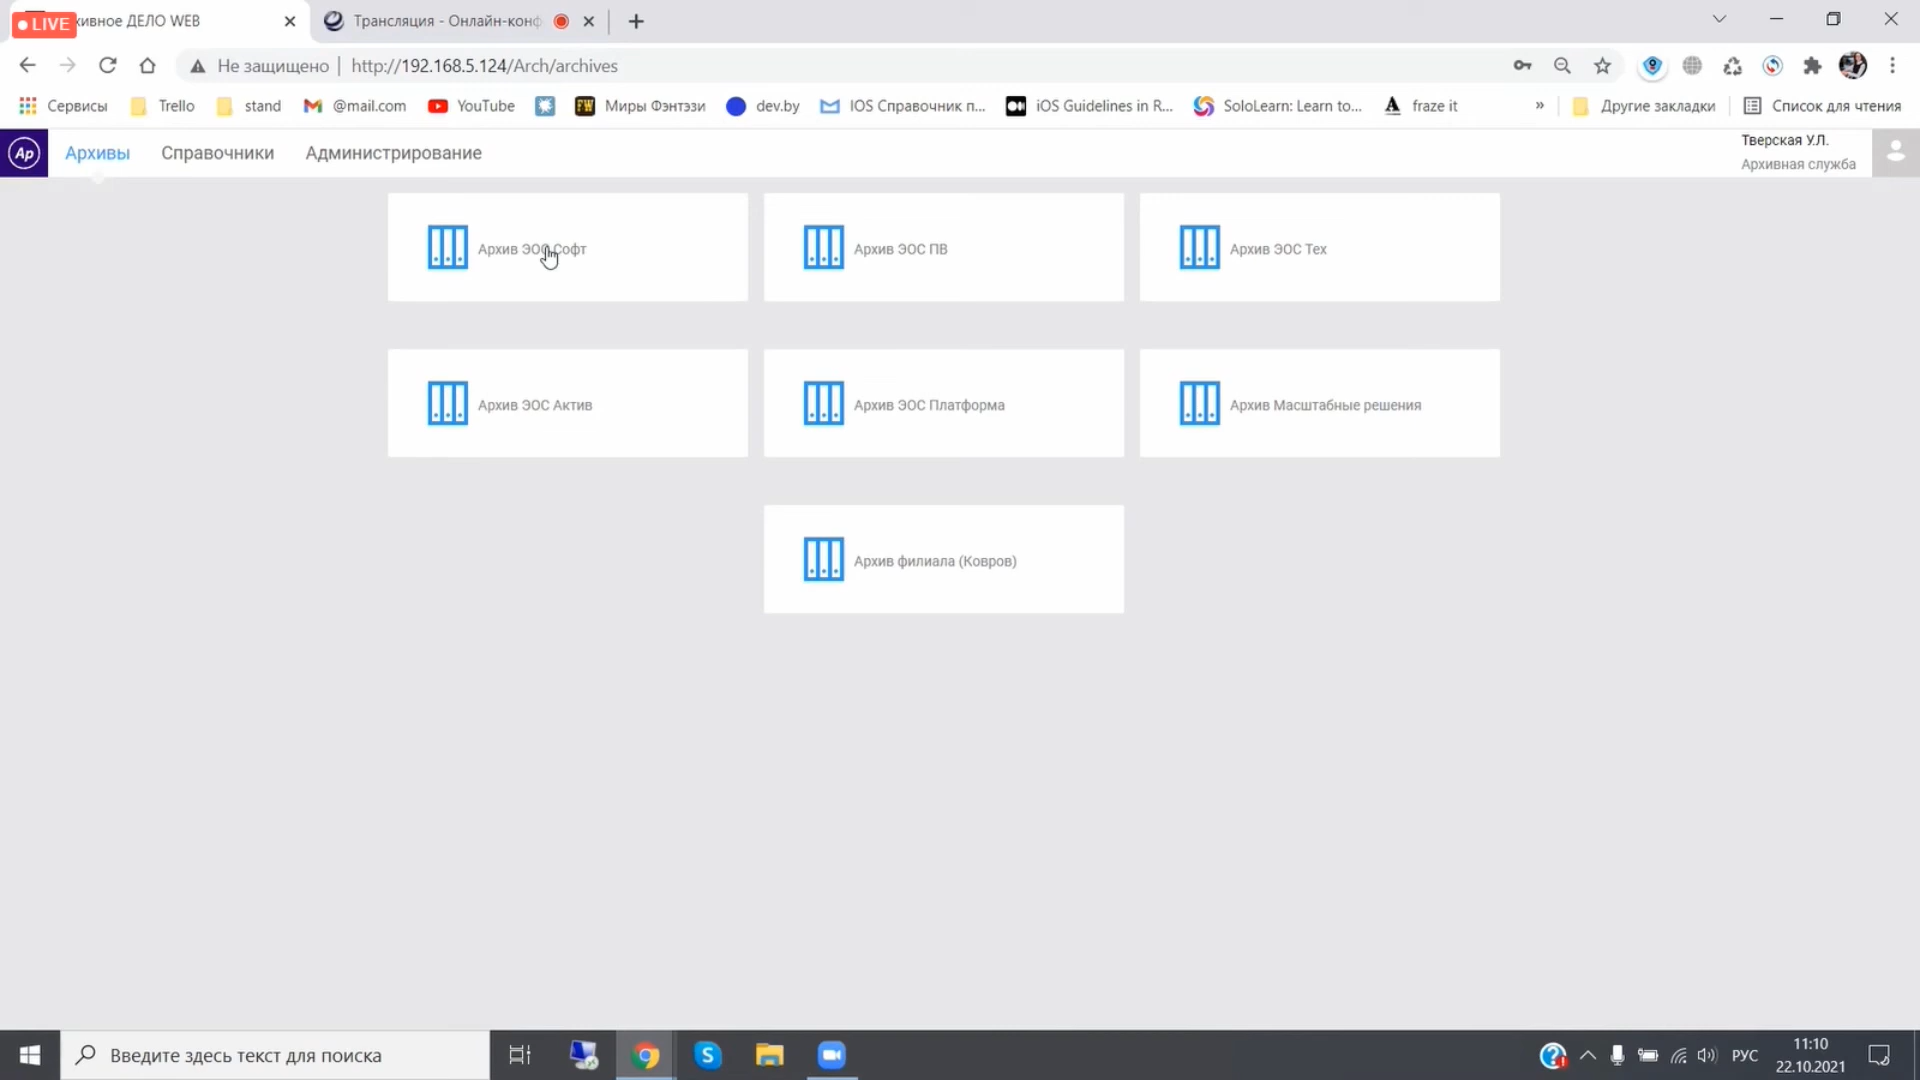 LIVE
хивное ДЕЛО WEB
Трансляция - Онлайн-конф
Не защищено
http://192.168.5.124/Arch/archives
Сервисы
Trello
stand
@mail.com
YouTube
Миры Фэнтэзи
dev.by
IOS Справочник п...
iOS Guidelines in R...
SoloLearn: Learn to...
fraze it
»
Другие закладки
Список для чтения
Ар
Архивы
Справочники
Администрирование
Тверская У.Л.
Архивная служба
Архив ЭОС Софт
Архив ЭОС ПВ
Архив ЭОС Тех
Архив ЭОС Актив
Архив ЭОС Платформа
Архив Масштабные решения
Архив филиала (Ковров)
Введите здесь текст для поиска
РУС
11:10
22.10.2021